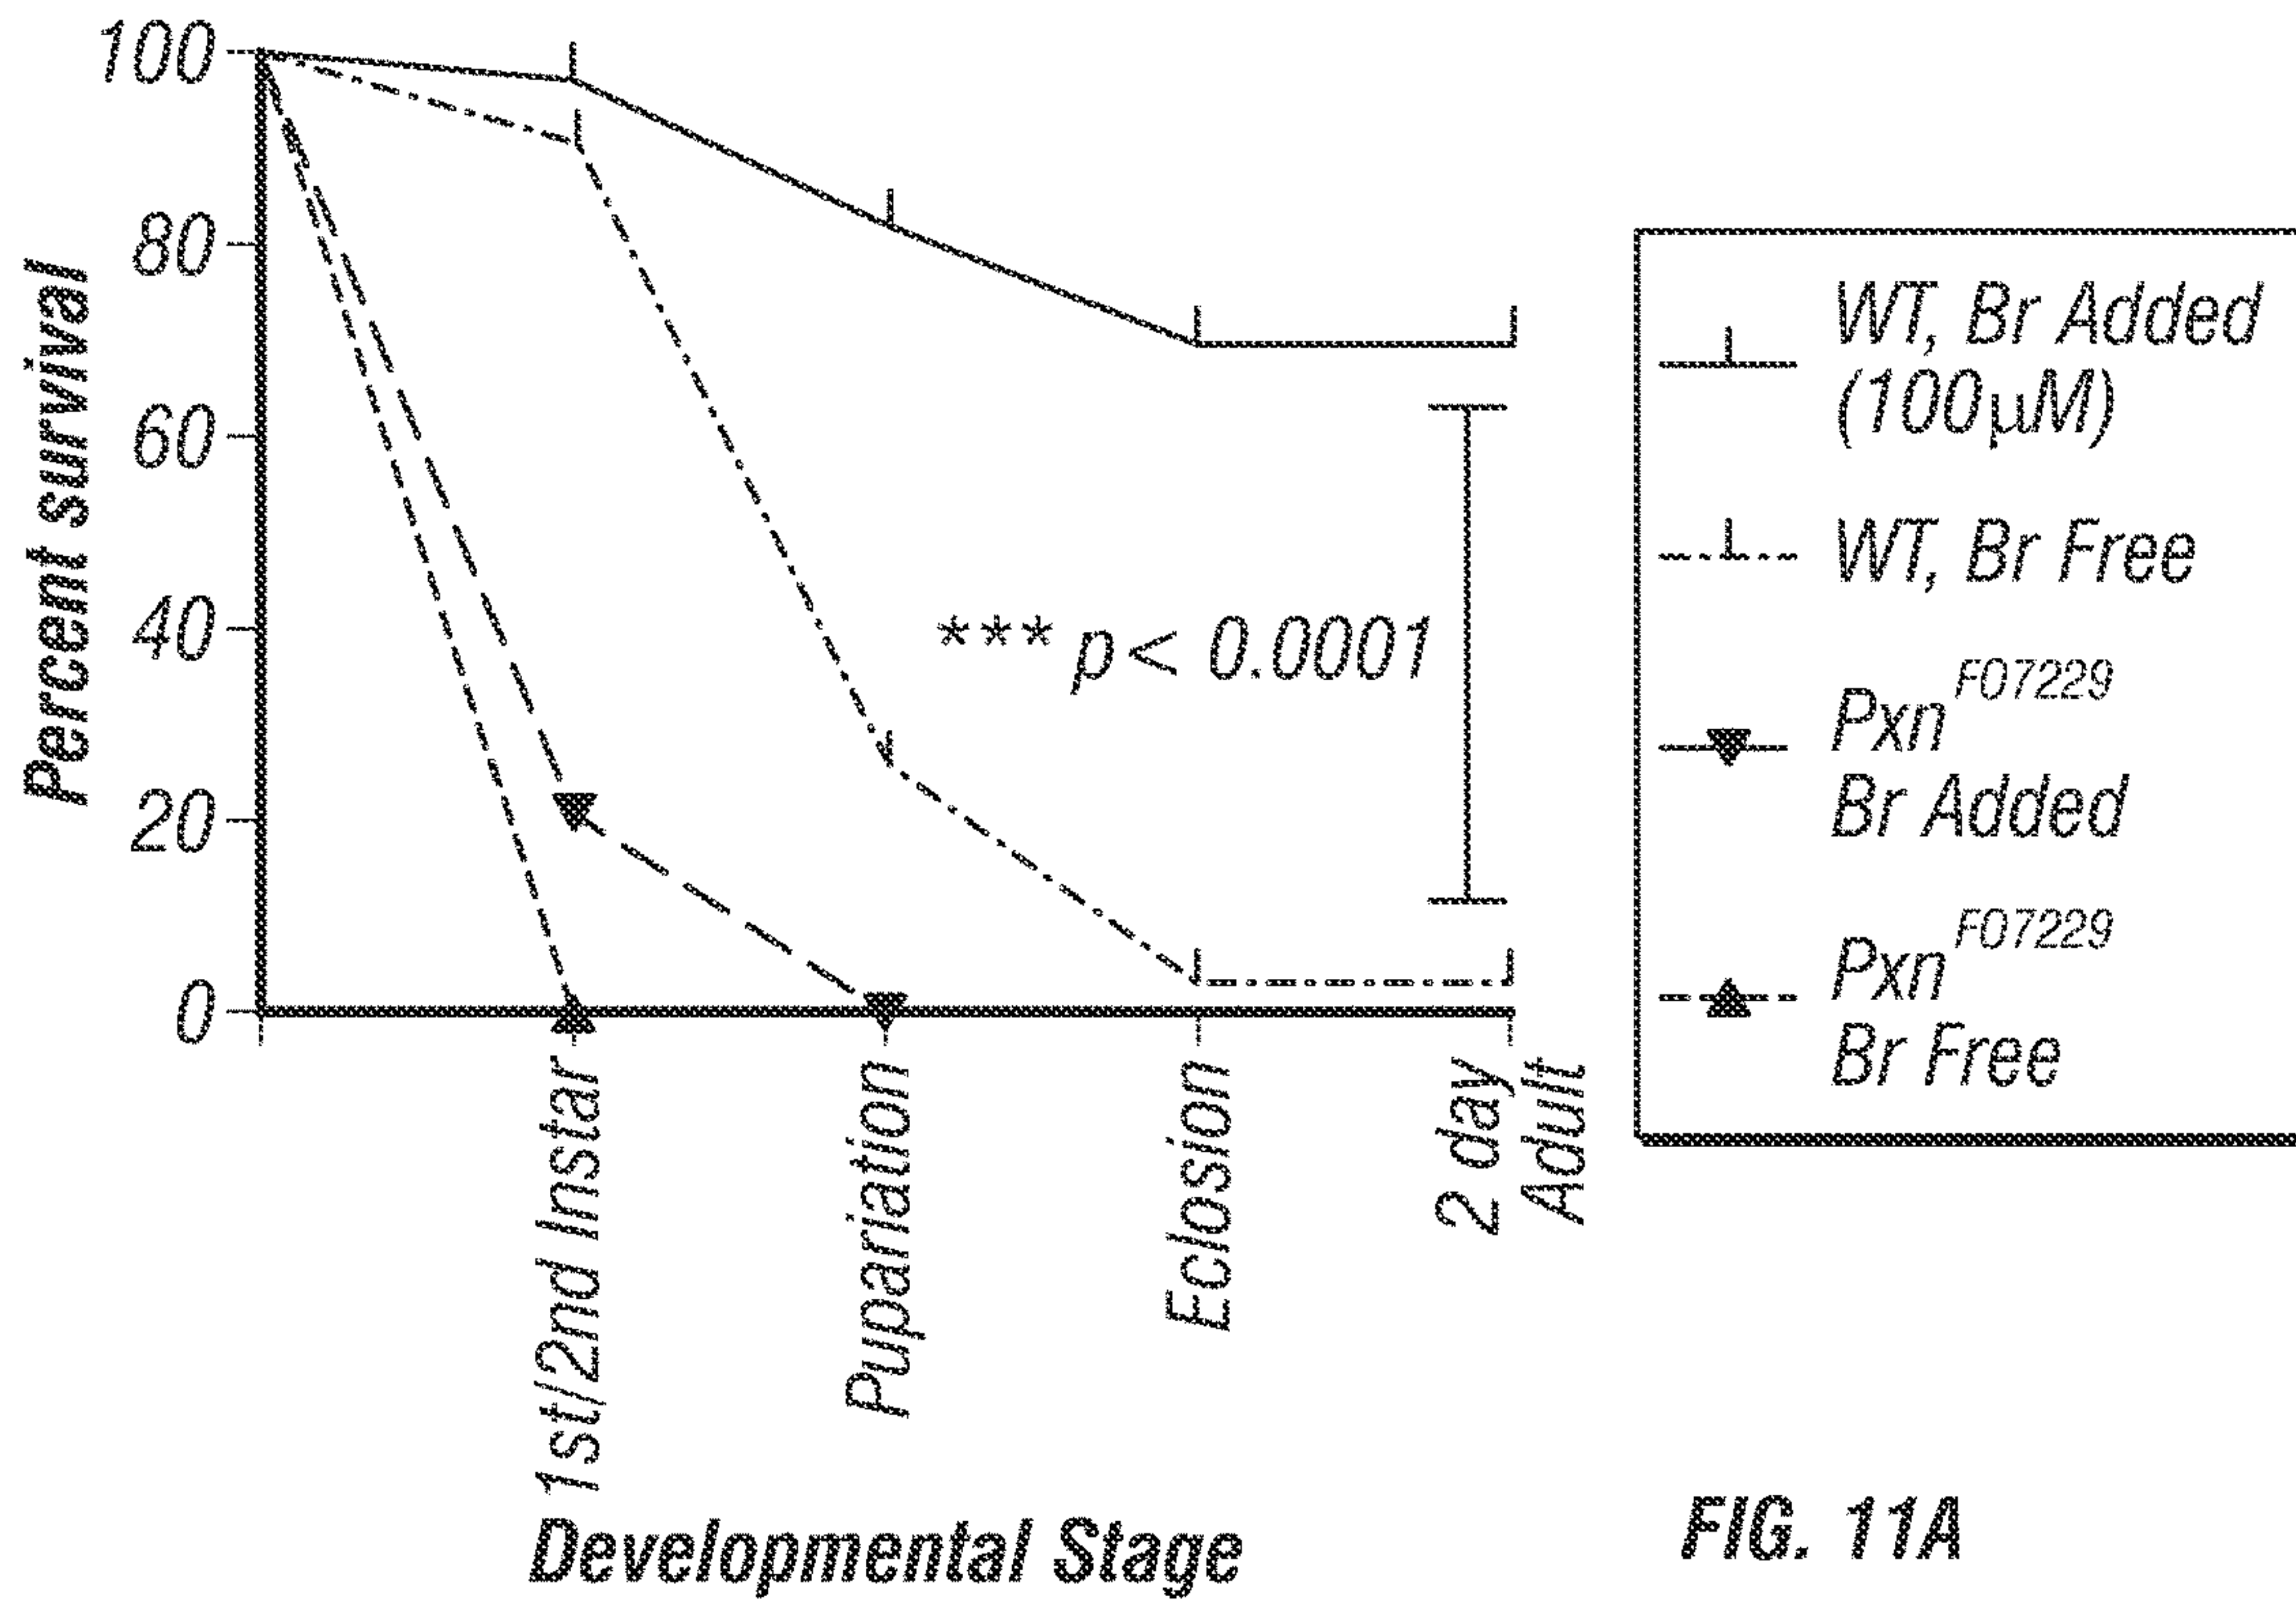 100
80
60
40
20
0
Percent survival
*** p < 0.0001
1st/2nd Instar
Pupariation
Eclosion
2 day
Adult
Developmental Stage
WT, Br Added
(100µM)
WT, Br Free
Pxn F07229
Br Added
Pxn F07229
Br Free
FIG. 11A